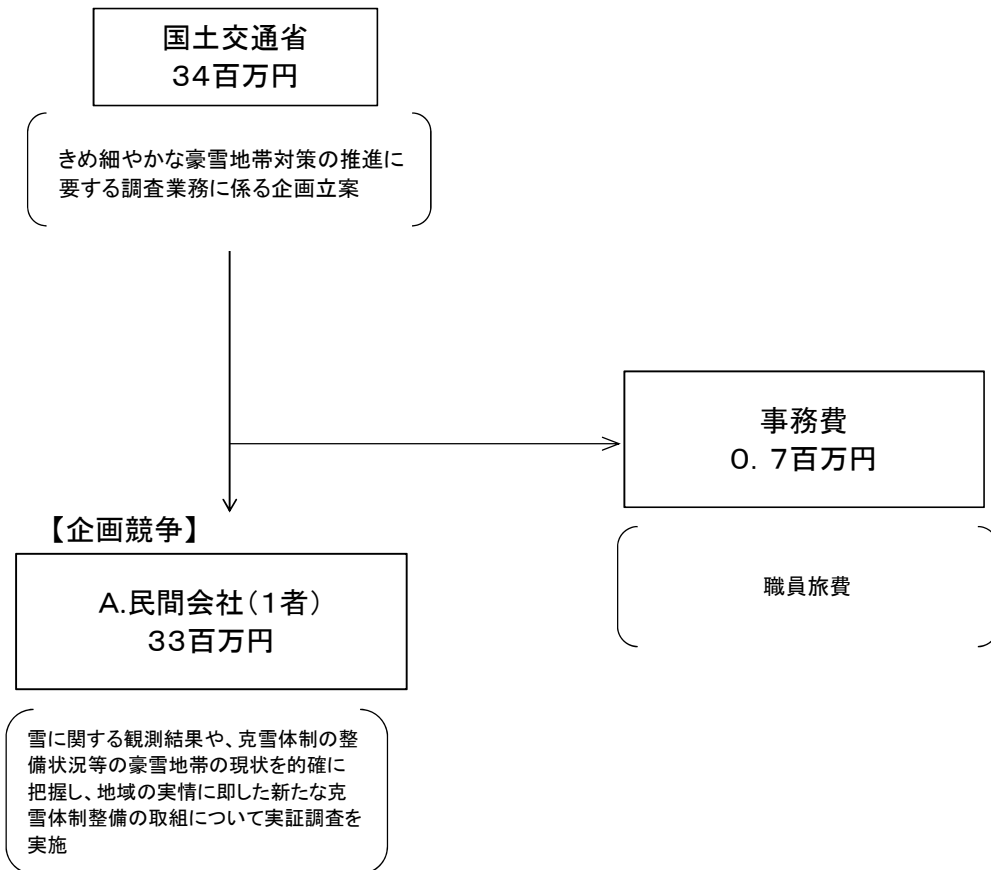 国土交通省
34百万円
きめ細やかな豪雪地帯対策の推進に
要する調査業務に係る企画立案
事務費
0．7百万円
職員旅費
【企画競争】
A.民間会社（１者）
33百万円
雪に関する観測結果や、克雪体制の整
備状況等の豪雪地帯の現状を的確に
把握し、地域の実情に即した新たな克
雪体制整備の取組について実証調査を
実施